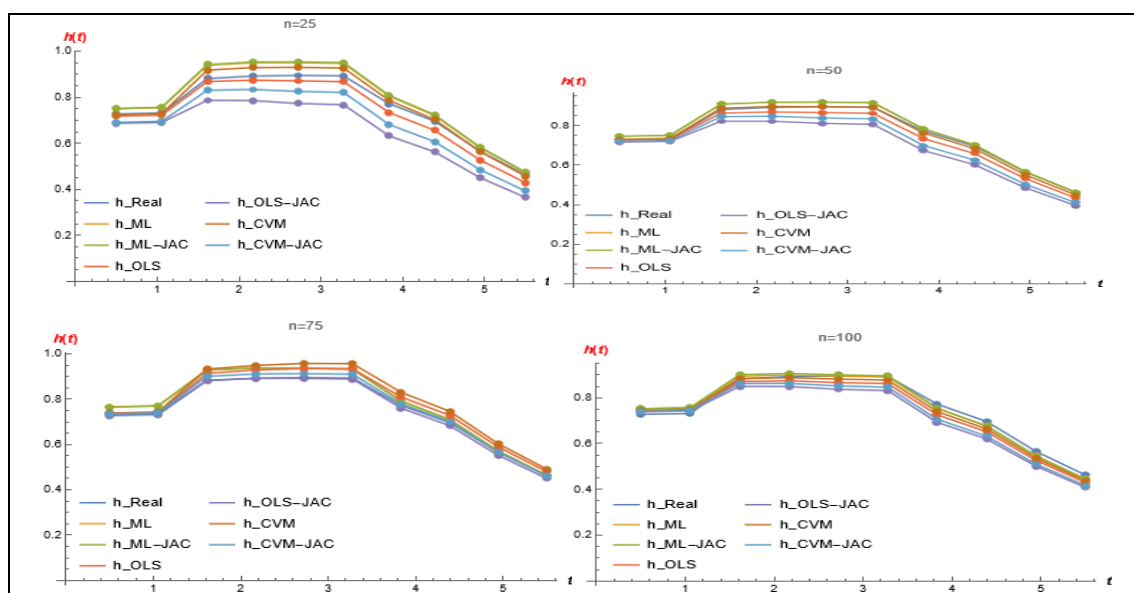 n=25
h(t)
1.0
0.8
0.6
0.4
0.2
h_Real
h_OLS-JAC
h_ML
h_CVM
h_ML-JAC
h_CVM-JAC
h_OLS
1
2
3
4
5
t
n=50
h(t)
0.8
0.6
0.4
0.2
h_Real
h_OLS-JAC
h_ML
h_CVM
h_ML-JAC
h_CVM-JAC
h_OLS
1
2
3
4
5
t
n=75
h(t)
1.0
0.8
0.6
0.4
0.2
h_Real
h_OLS-JAC
h_ML
h_CVM
h_ML-JAC
h_CVM-JAC
h_OLS
1
2
3
4
5
t
n=100
h(t)
0.8
0.6
0.4
0.2
h_Real
h_OLS-JAC
h_ML
h_CVM
h_ML-JAC
h_CVM-JAC
h_OLS
1
2
3
4
5
t